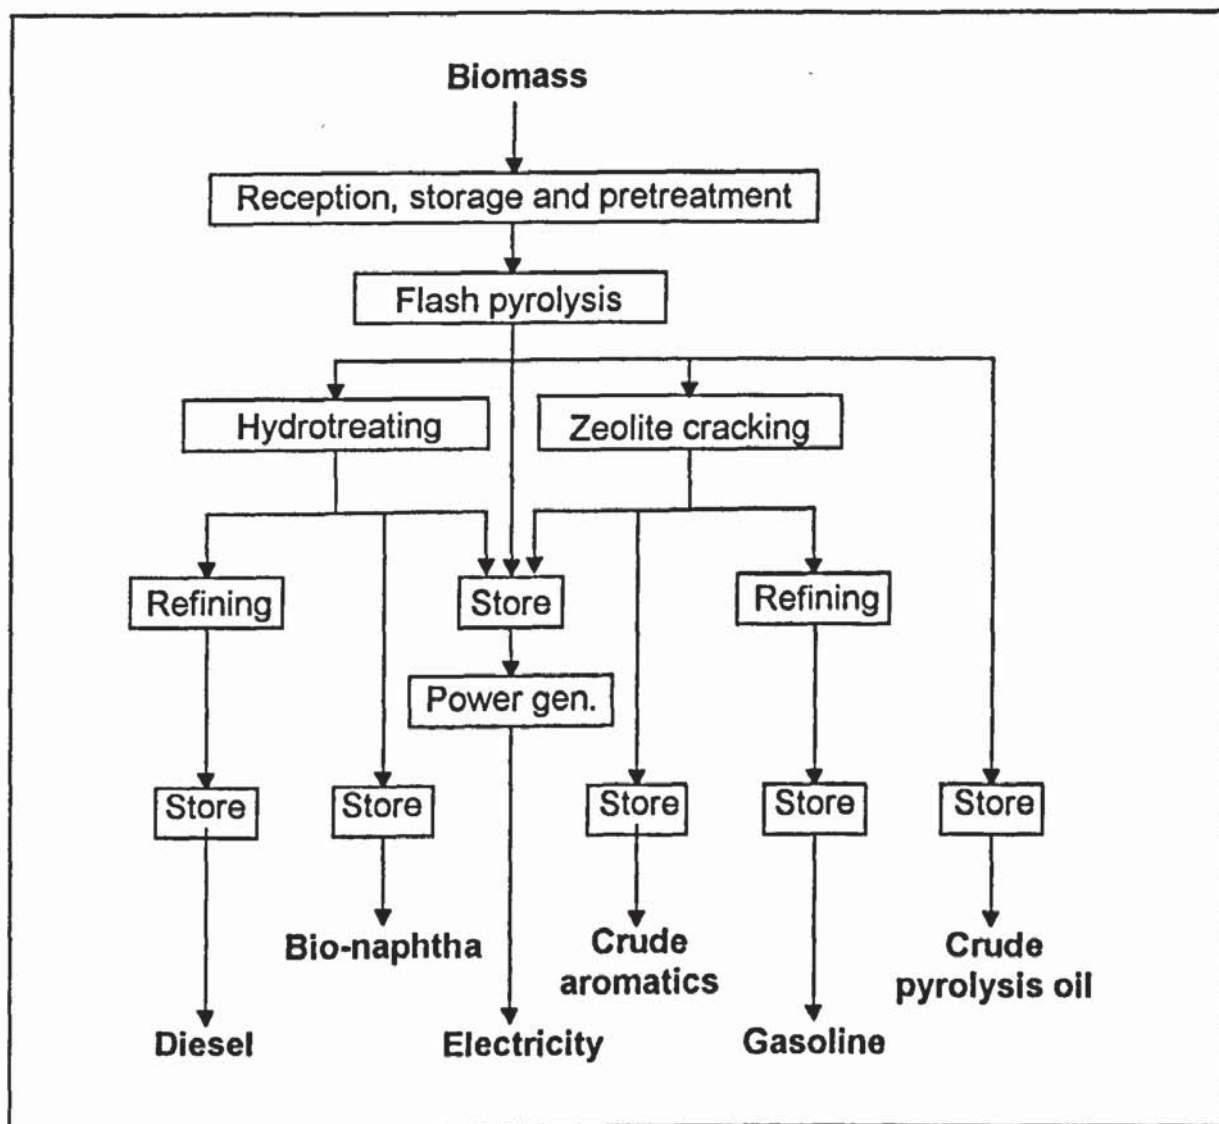 Biomass
Reception, storage and pretreatment
Flash pyrolysis
Hydrotreating
Zeolite cracking
Refining
Store
Refining
Power gen.
Store
Store
Store
Store
Store
Bio-naphtha
Crude
aromatics
Crude
pyrolysis oil
Diesel
Electricity
Gasoline